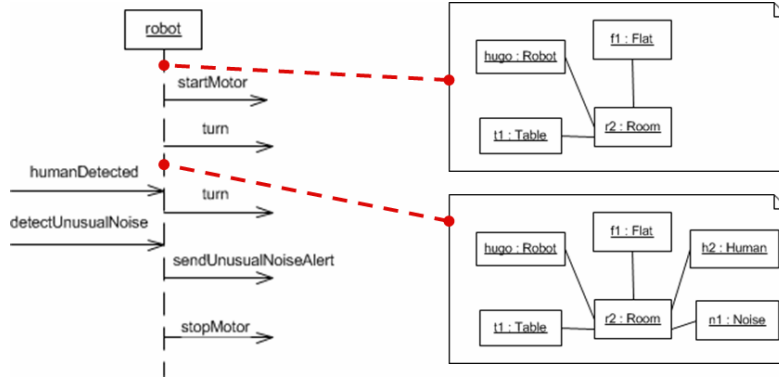 robot
startMotor
turn
humanDetected
turn
detectUnusualNoise
sendUnusualNoiseAlert
stopMotor
f1 : Flat
hugo : Robot
t1 : Table
r2 : Room
f1 : Flat
hugo : Robot
h2 : Human
t1 : Table
r2 : Room
n1 : Noise